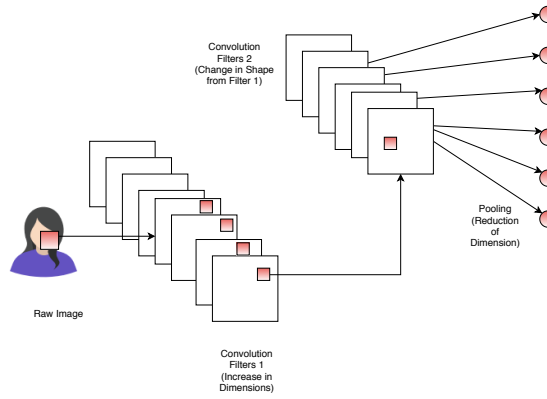 Convolution
Filters 2
(Change in Shape
from Filter 1)
Pooling
(Reduction
of
Dimension)
Raw Image
Convolution
Filters 1
(Increase in
Dimensions)